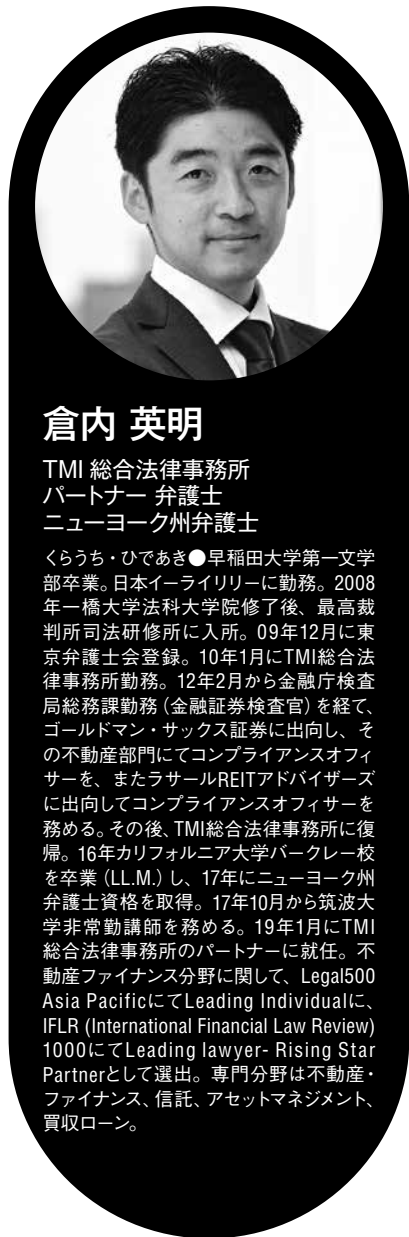 倉内 英明
TMI 総合法律事務所
パートナー 弁護士
ニューヨーク州弁護士
くらうち・ひであき●早稲田大学第一文学
部卒業。日本イーライリリーに勤務。2008
年一橋大学法科大学院修了後、最高裁
判所司法研修所に入所。09年12月に東
京弁護士会登録。10年1月にTMI総合法
律事務所勤務。12年2月から金融庁検査
局総務課勤務（金融証券検査官）を経て、
ゴールドマン・サックス証券に出向し、そ
の不動産部門にてコンプライアンスオフィ
サーを、またラサールREITアドバイザーズ
に出向してコンプライアンスオフィサーを
務める。その後、TMI総合法律事務所に復
帰。16年カリフォルニア大学バークレー校
を卒業（LL.M.）し、17年にニューヨーク州
弁護士資格を取得。17年10月から筑波大
学非常勤講師を務める。19年1月にTMI
総合法律事務所のパートナーに就任。不
動産ファイナンス分野に関して、Legal500
Asia PacificにてLeading Individualに、
IFLR (International Financial Law Review)
1000にてLeading lawyer- Rising Star
Partnerとして選出。専門分野は不動産・
ファイナンス、信託、アセットマネジメント、
買収ローン。